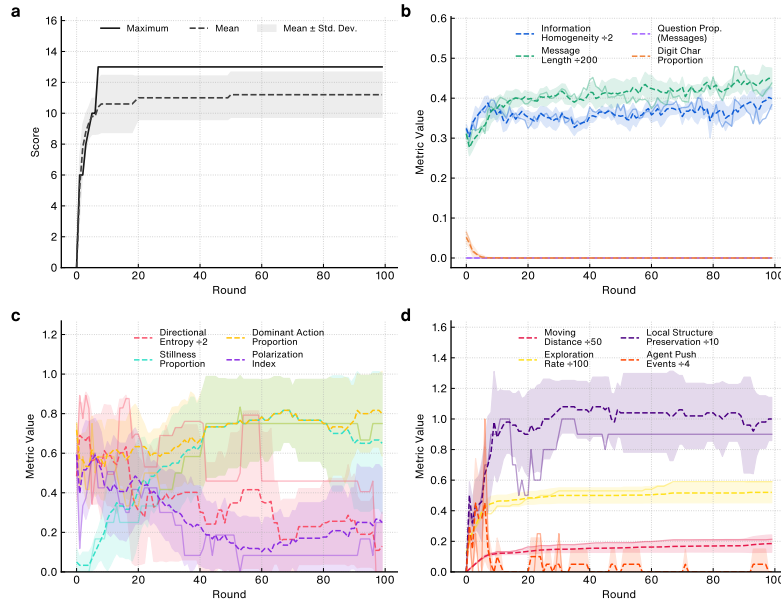 a
16
14
12
10
8
6
4
2
0
Score
Maximum
Mean
Mean ± Std. Dev.
0
20
40
60
80
100
Round
b
0.6
0.5
0.4
0.3
0.2
0.1
0.0
Metric Value
Information
Homogeneity ÷2
Message
Length ÷200
Question Prop.
(Messages)
Digit Char
Proportion
0
20
40
60
80
100
Round
c
1.2
1.0
0.8
0.6
0.4
0.2
0.0
Metric Value
Directional
Entropy ÷2
Stillness
Proportion
Dominant Action
Proportion
Polarization
Index
0
20
40
60
80
100
Round
d
1.6
1.4
1.2
1.0
0.8
0.6
0.4
0.2
0.0
Metric Value
Moving
Distance ÷50
Exploration
Rate ÷100
Local Structure
Preservation ÷10
Agent Push
Events ÷4
0
20
40
60
80
100
Round